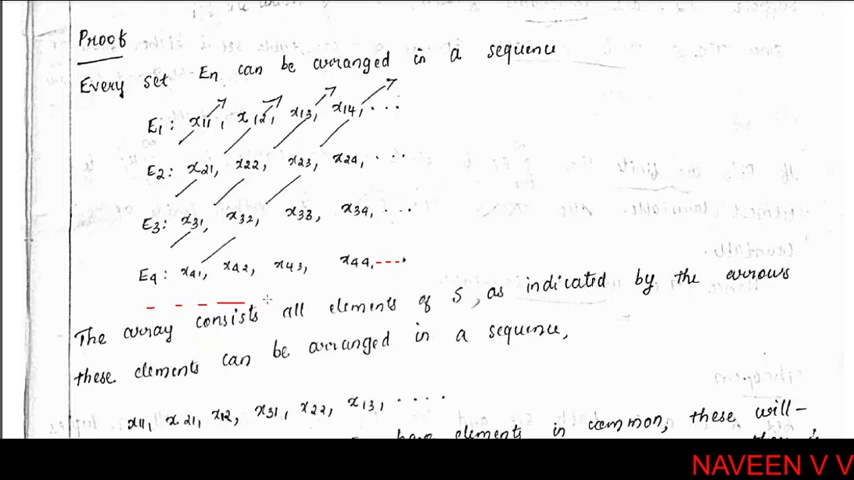 Proof
Every set En can be arranged in a sequence
E1: x11, x12, x13, x14, ...
E2: x21, x22, x23, x24, ...
E3: x31, x32, x33, x34, ...
E4: x41, x42, x43, x44, ---.
The array consists all elements of S, as indicated by the arrows
these elements can be arranged in a sequence,
x11, x21, x12, x31, x22, x13, ....
have elements in common, these will-
NAVEEN V V